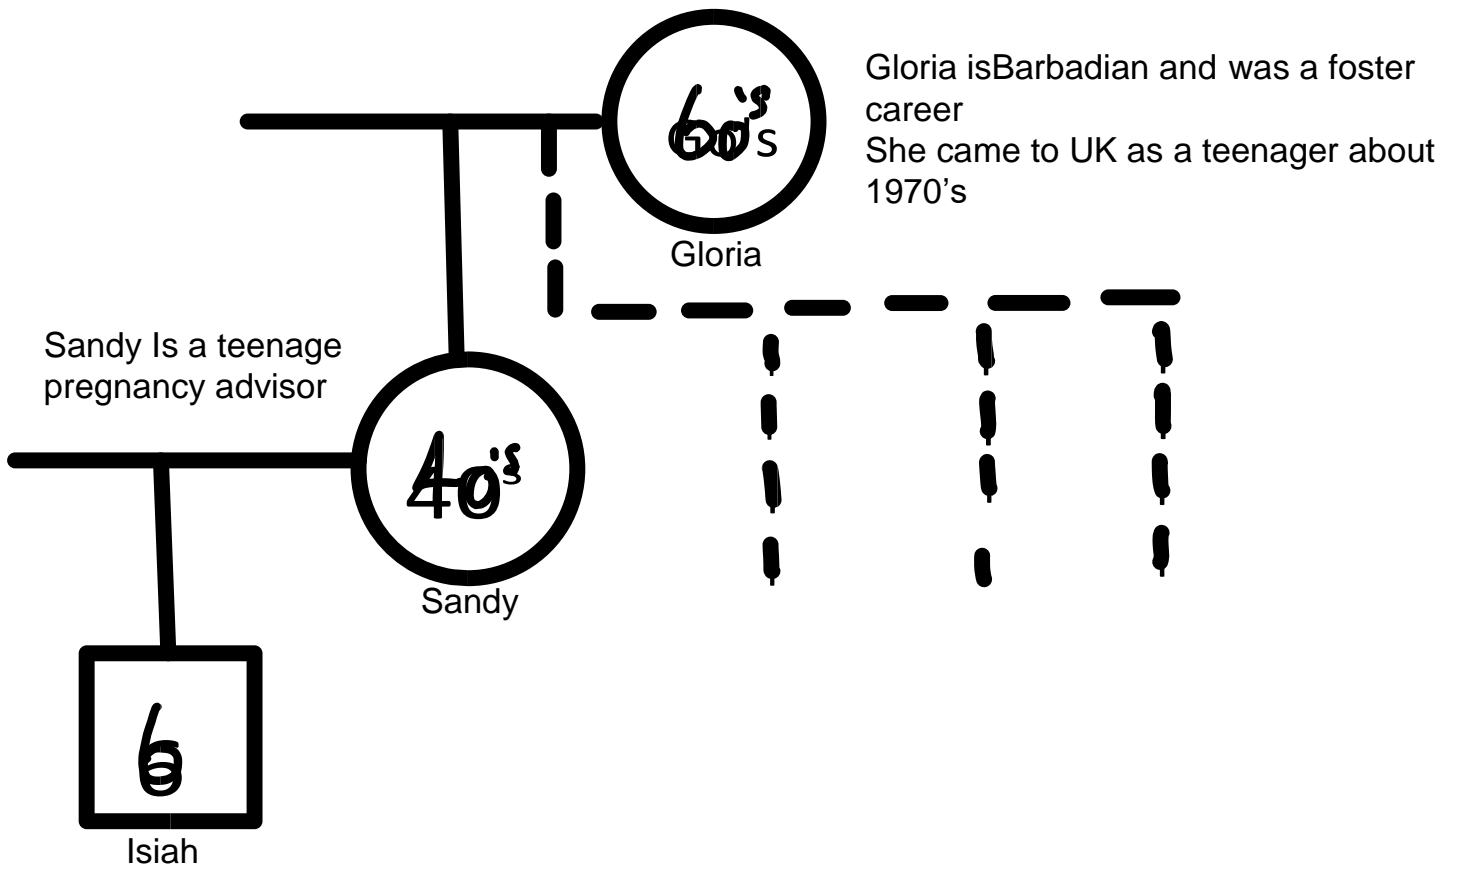 60's
Gloria isBarbadian and was a foster
career
She came to UK as a teenager about
1970’s
Gloria
Sandy Is a teenage
pregnancy advisor
40's
Sandy
6
Isiah